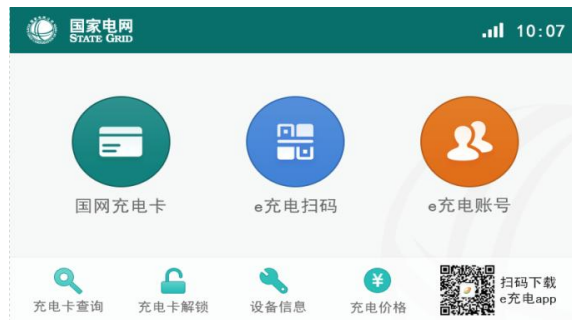 国家电网
STATE GRID
10:07
国网充电卡
e充电扫码
e充电账号
充电卡查询
充电卡解锁
设备信息
¥
充电价格
扫码下载
e充电app